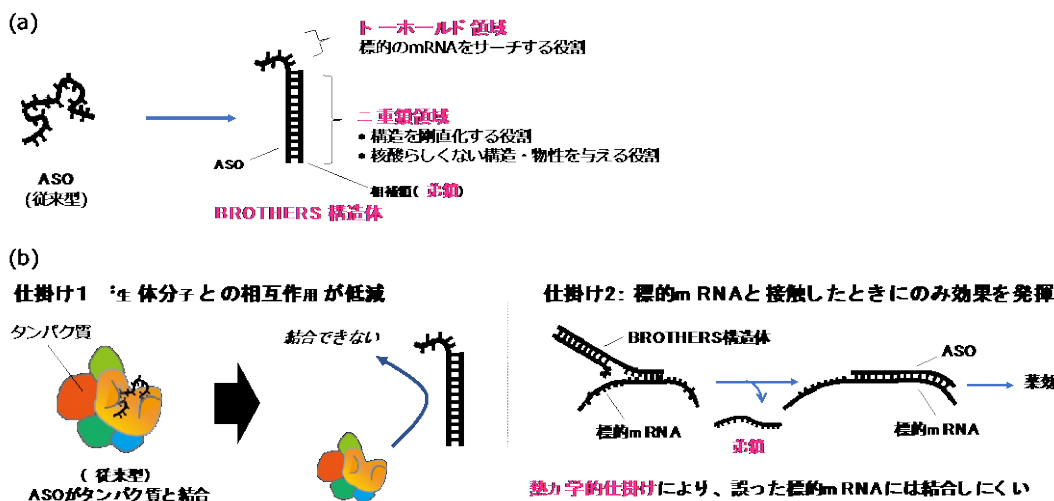 (a)
トーホールド領域
標的のmRNAをサーチする役割
二重鎖領域
• 構造を剛直化する役割
• 核酸らしくない構造・物性を与える役割
ASO
ASO
(従来型)
相補鎖(弟鎖)
BROTHERS 構造体
(b)
仕掛け1 生体分子との相互作用が低減
タンパク質
結合できない
(従来型)
ASOがタンパク質と結合
仕掛け2: 標的mRNAと接触したときにのみ効果を発揮
BROTHERS構造体
ASO
薬効
標的mRNA
弟鎖
標的mRNA
熱力学的仕掛けにより、誤った標的mRNAには結合しにくい